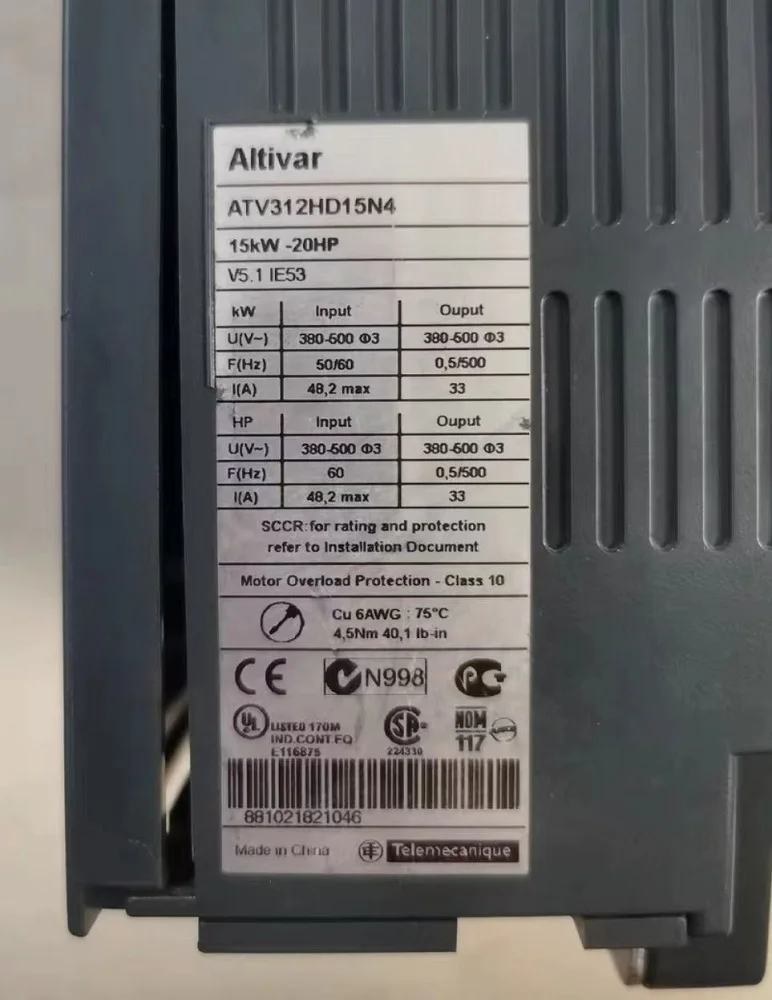 Altivar
ATV312HD15N4
15kW -20HP
V5.1 IE53
kW Input Ouput
U(V~) 380-500 Φ3 380-500 Φ3
F(Hz) 50/60 0,5/500
I(A) 48,2 max 33
HP Input Ouput
U(V~) 380-500 Φ3 380-500 Φ3
F(Hz) 60 0,5/500
I(A) 48,2 max 33
SCCR:for rating and protection
refer to Installation Document
Motor Overload Protection - Class 10
Cu 6AWG : 75°C
4,5Nm 40,1 lb-in
CE N998 PC
UL LISTED 170M
IND.CONT.EQ
E116875
SA
224330
NOM
117
881021821046
Made in China Telemecanique